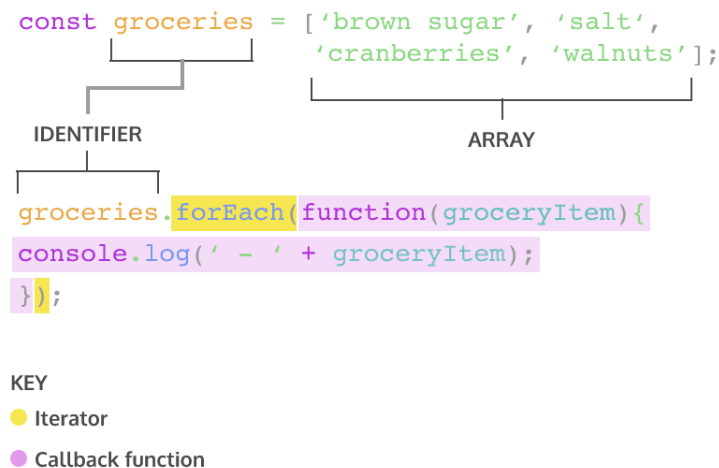 const groceries = [‘brown sugar’, ‘salt‘,
‘cranberries’, ‘walnuts’];
IDENTIFIER
ARRAY
groceries.forEach(function(groceryItem){
console.log(‘ - ‘ + groceryItem);
});
KEY
Iterator
Callback function